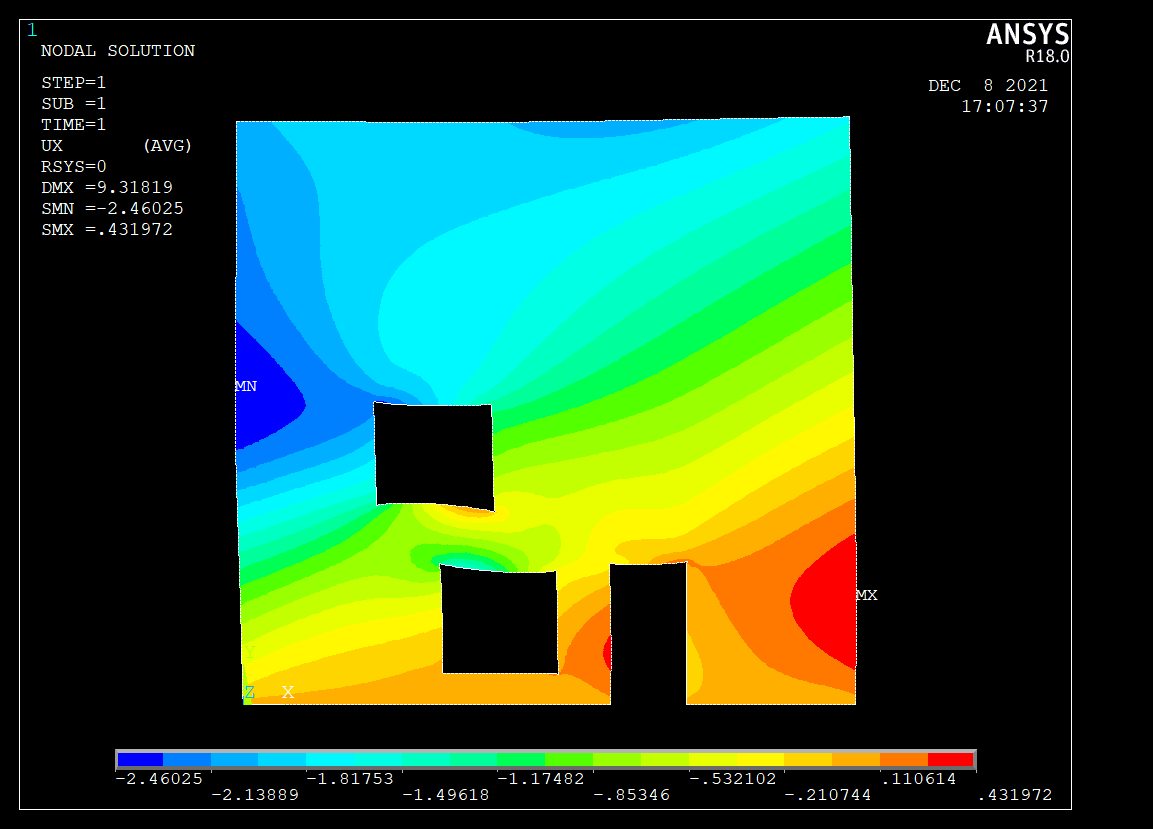 1
ANSYS
R18.0
NODAL SOLUTION
STEP=1
SUB =1
TIME=1
UX (AVG)
RSYS=0
DMX =9.31819
SMN =-2.46025
SMX =.431972
DEC 8 2021
17:07:37
MN
MX
Y
Z X
-2.46025 -1.81753 -1.17482 -.532102 .110614
-2.13889 -1.49618 -.85346 -.210744 .431972